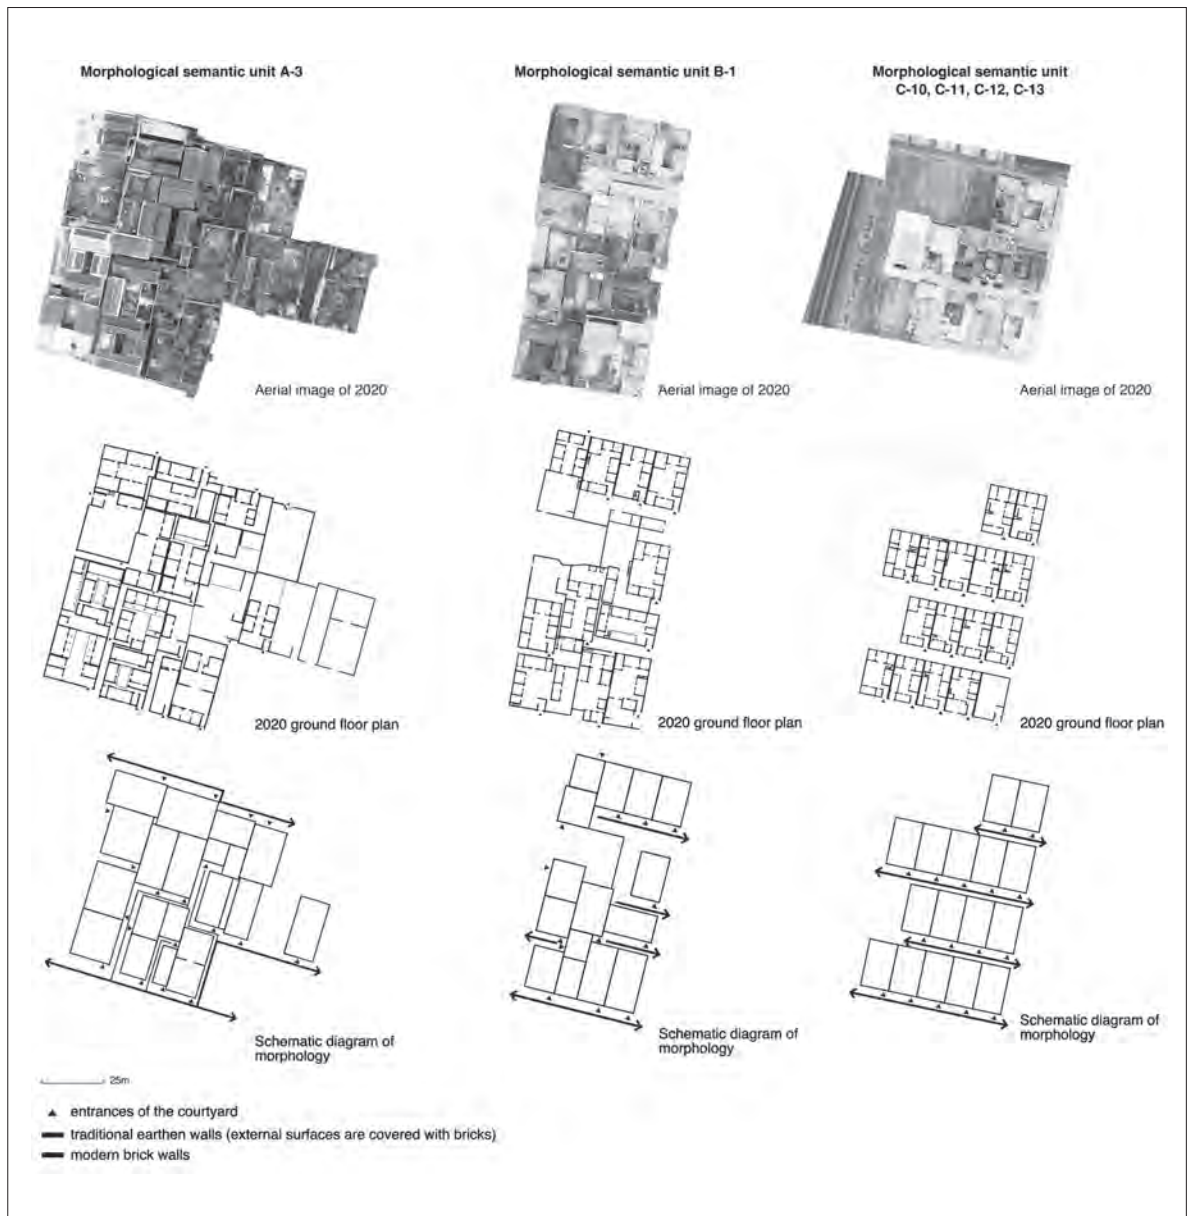 Morphological semantic unit A-3
Morphological semantic unit B-1
Morphological semantic unit
C-10, C-11, C-12, C-13
Aerial image of 2020
Aerial image of 2020
Aerial image of 2020
2020 ground floor plan
2020 ground floor plan
2020 ground floor plan
Schematic diagram of
morphology
Schematic diagram of
morphology
Schematic diagram of
morphology
25m
entrances of the courtyard
traditional earthen walls (external surfaces are covered with bricks)
modern brick walls